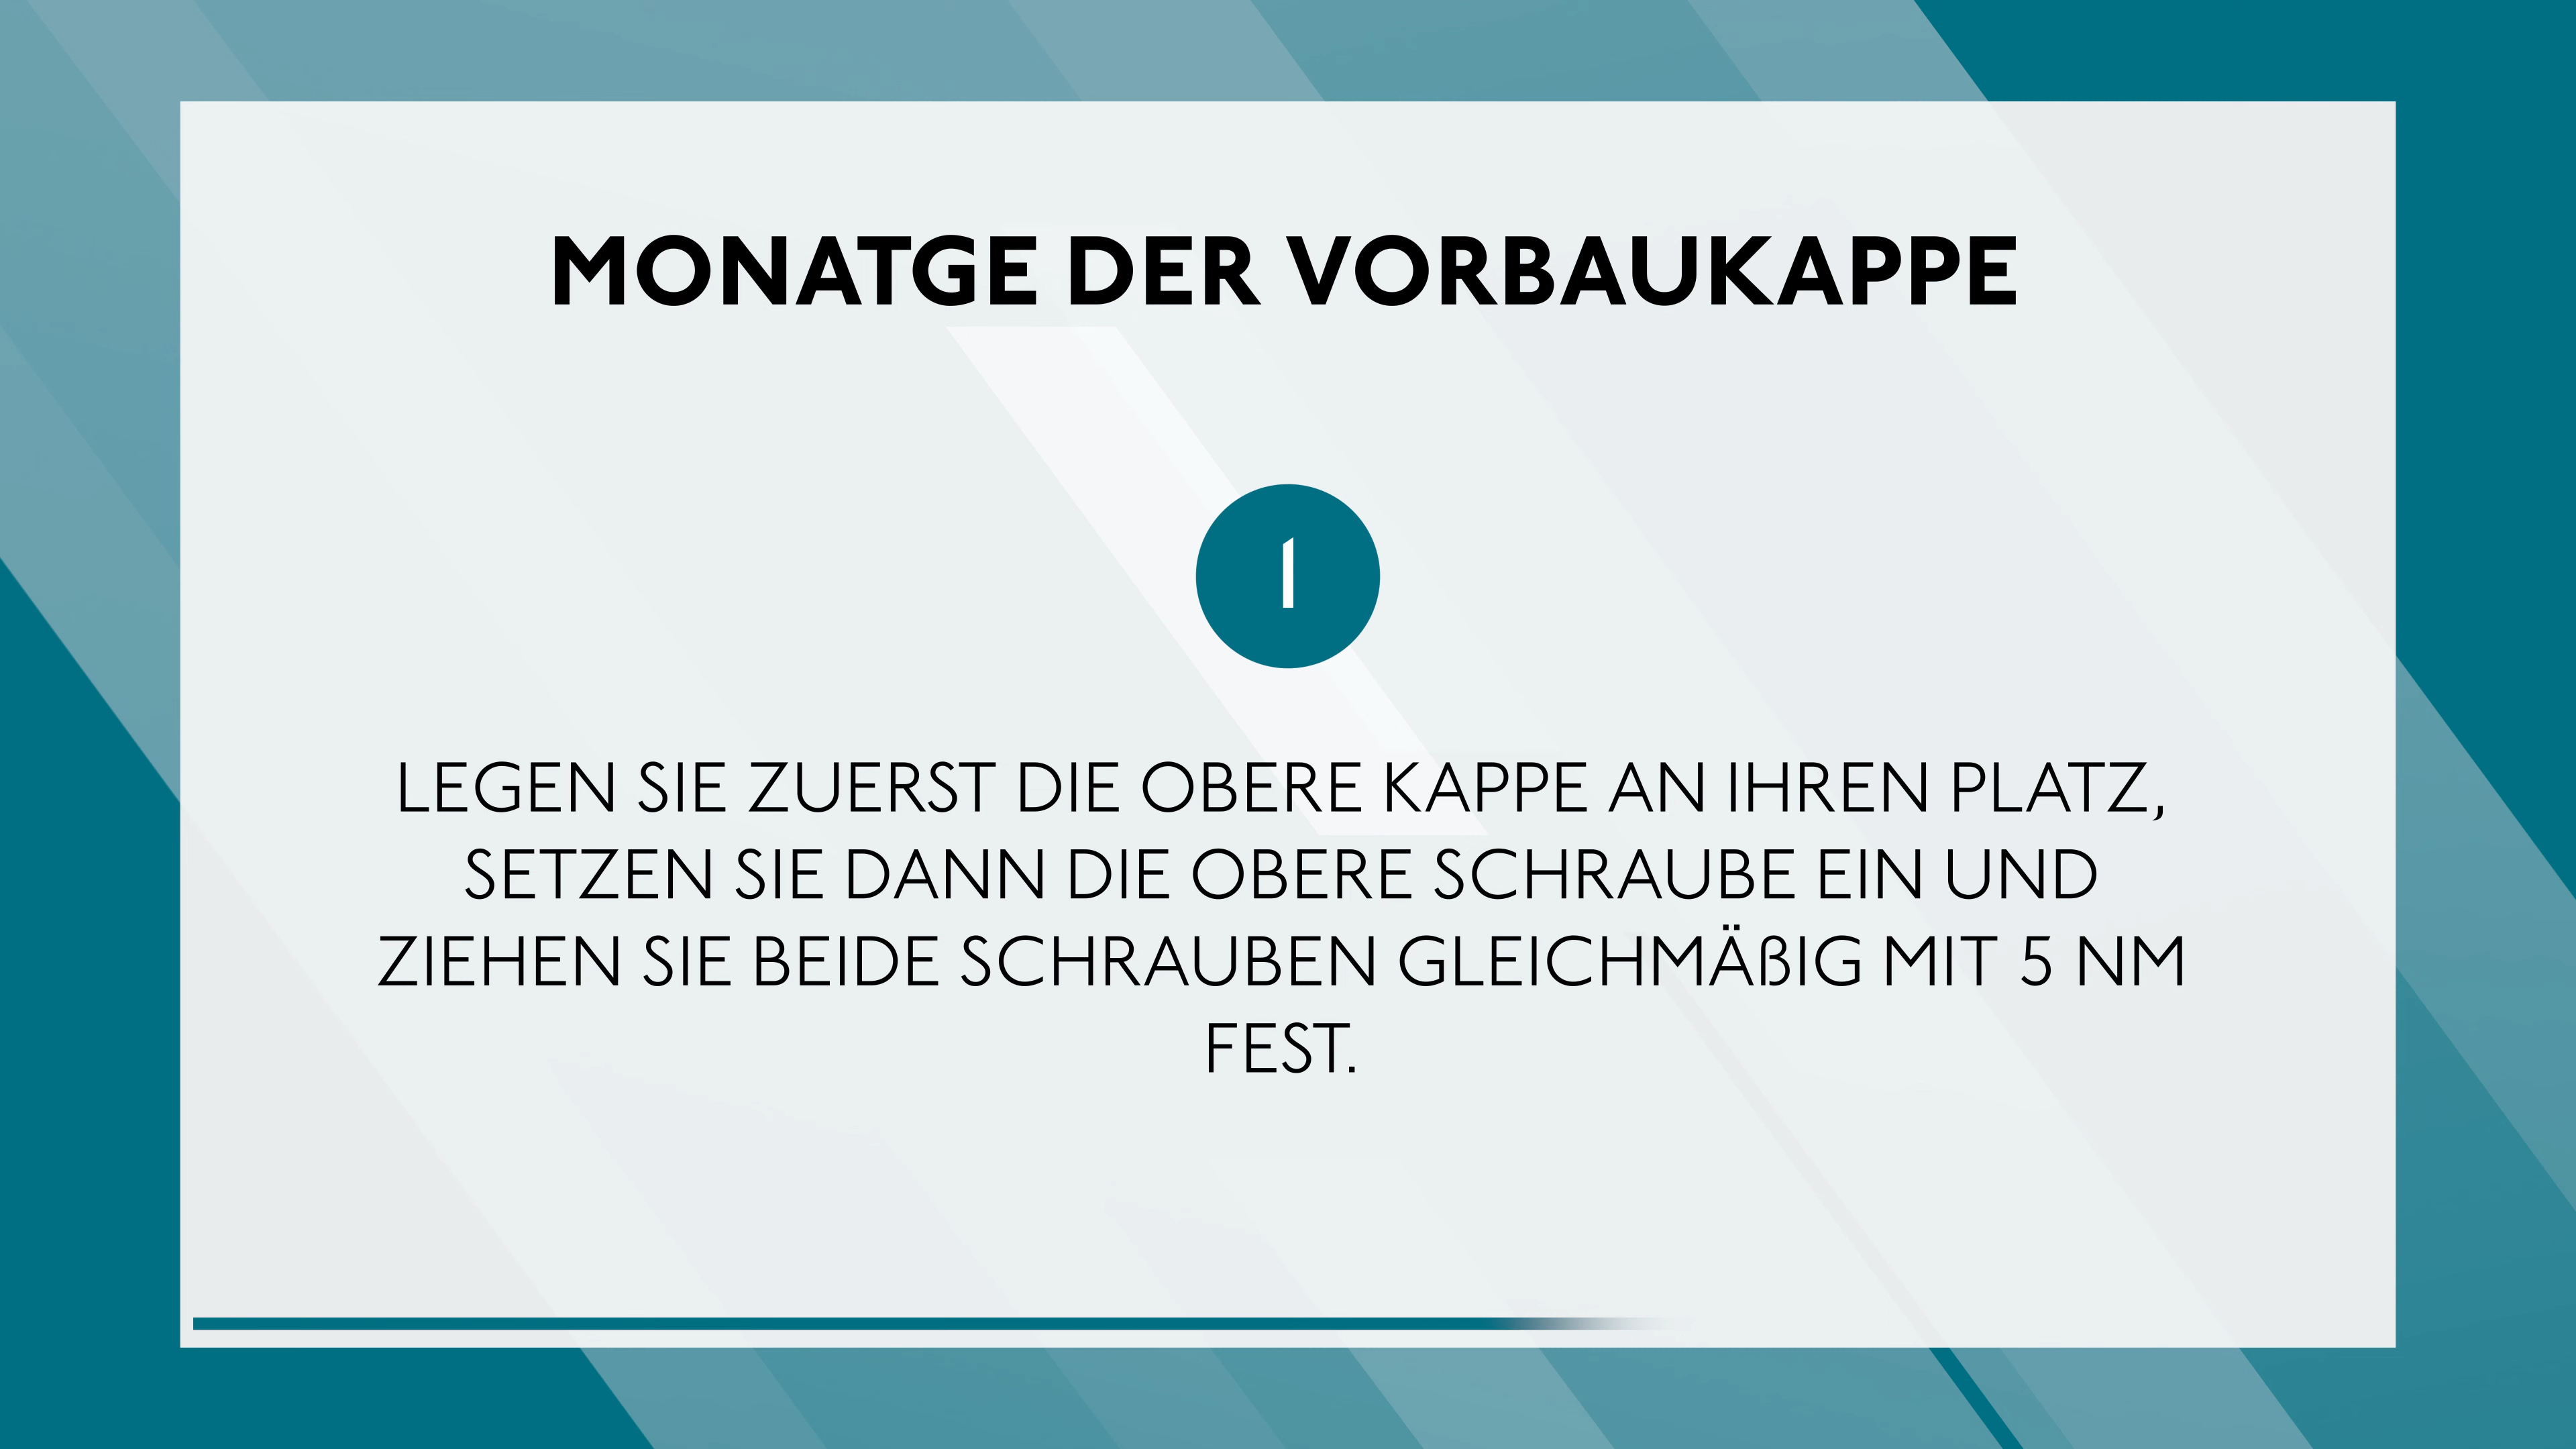 MONATGE DER VORBAUKAPPE
1
LEGEN SIE ZUERST DIE OBERE KAPPE AN IHREN PLATZ,
SETZEN SIE DANN DIE OBERE SCHRAUBE EIN UND
ZIEHEN SIE BEIDE SCHRAUBEN GLEICHMÄßIG MIT 5 NM
FEST.